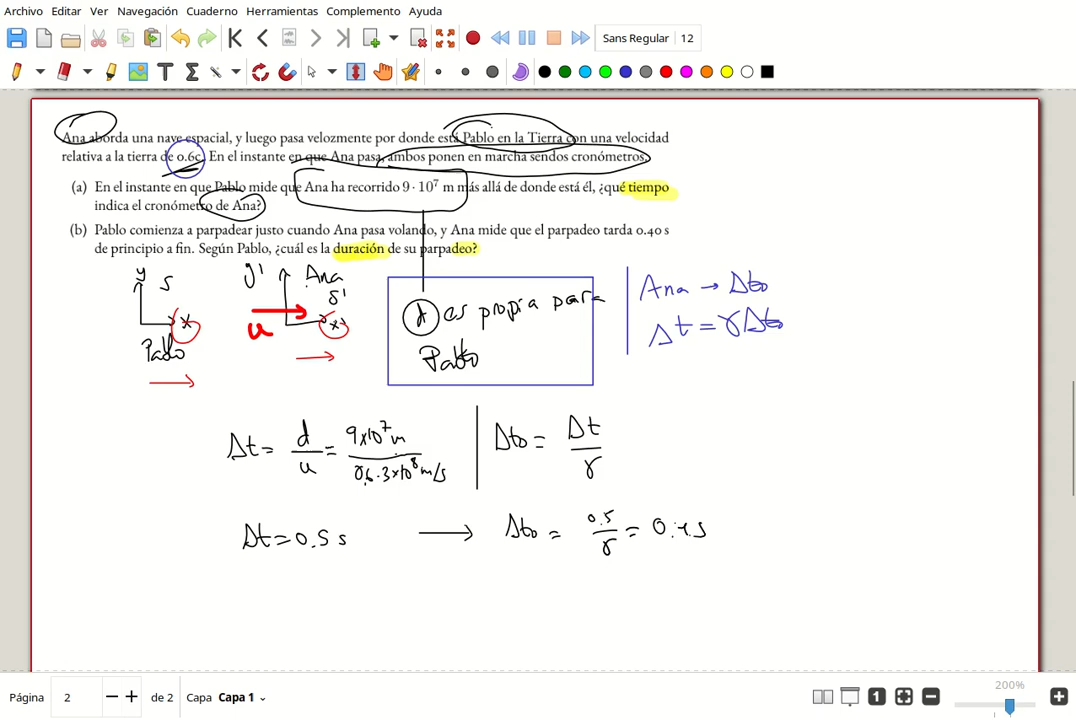 Archivo Editar Ver Navegación Cuaderno Herramientas Complemento Ayuda
Sans Regular 12
Ana aborda una nave espacial, y luego pasa velozmente por donde está Pablo en la Tierra con una velocidad
relativa a la tierra de 0.6c. En el instante en que Ana pasa, ambos ponen en marcha sendos cronómetros.
(a) En el instante en que Pablo mide que Ana ha recorrido 9 · 10⁷ m más allá de donde está él, ¿qué tiempo
indica el cronómetro de Ana?
(b) Pablo comienza a parpadear justo cuando Ana pasa volando, y Ana mide que el parpadeo tarda 0.40 s
de principio a fin. Según Pablo, ¿cuál es la duración de su parpadeo?
y S
x
Pablo
y' Ana
S'
x'
u
d es propia para
Pablo
Ana → Δt₀
Δt = γΔt₀
Δt = d/u = 9×10⁷m / 0.6·3×10⁸m/s
Δt₀ = Δt/γ
Δt = 0.5 s → Δt₀ = 0.5/γ = 0.4 s
Página 2 de 2 Capa Capa 1
200%